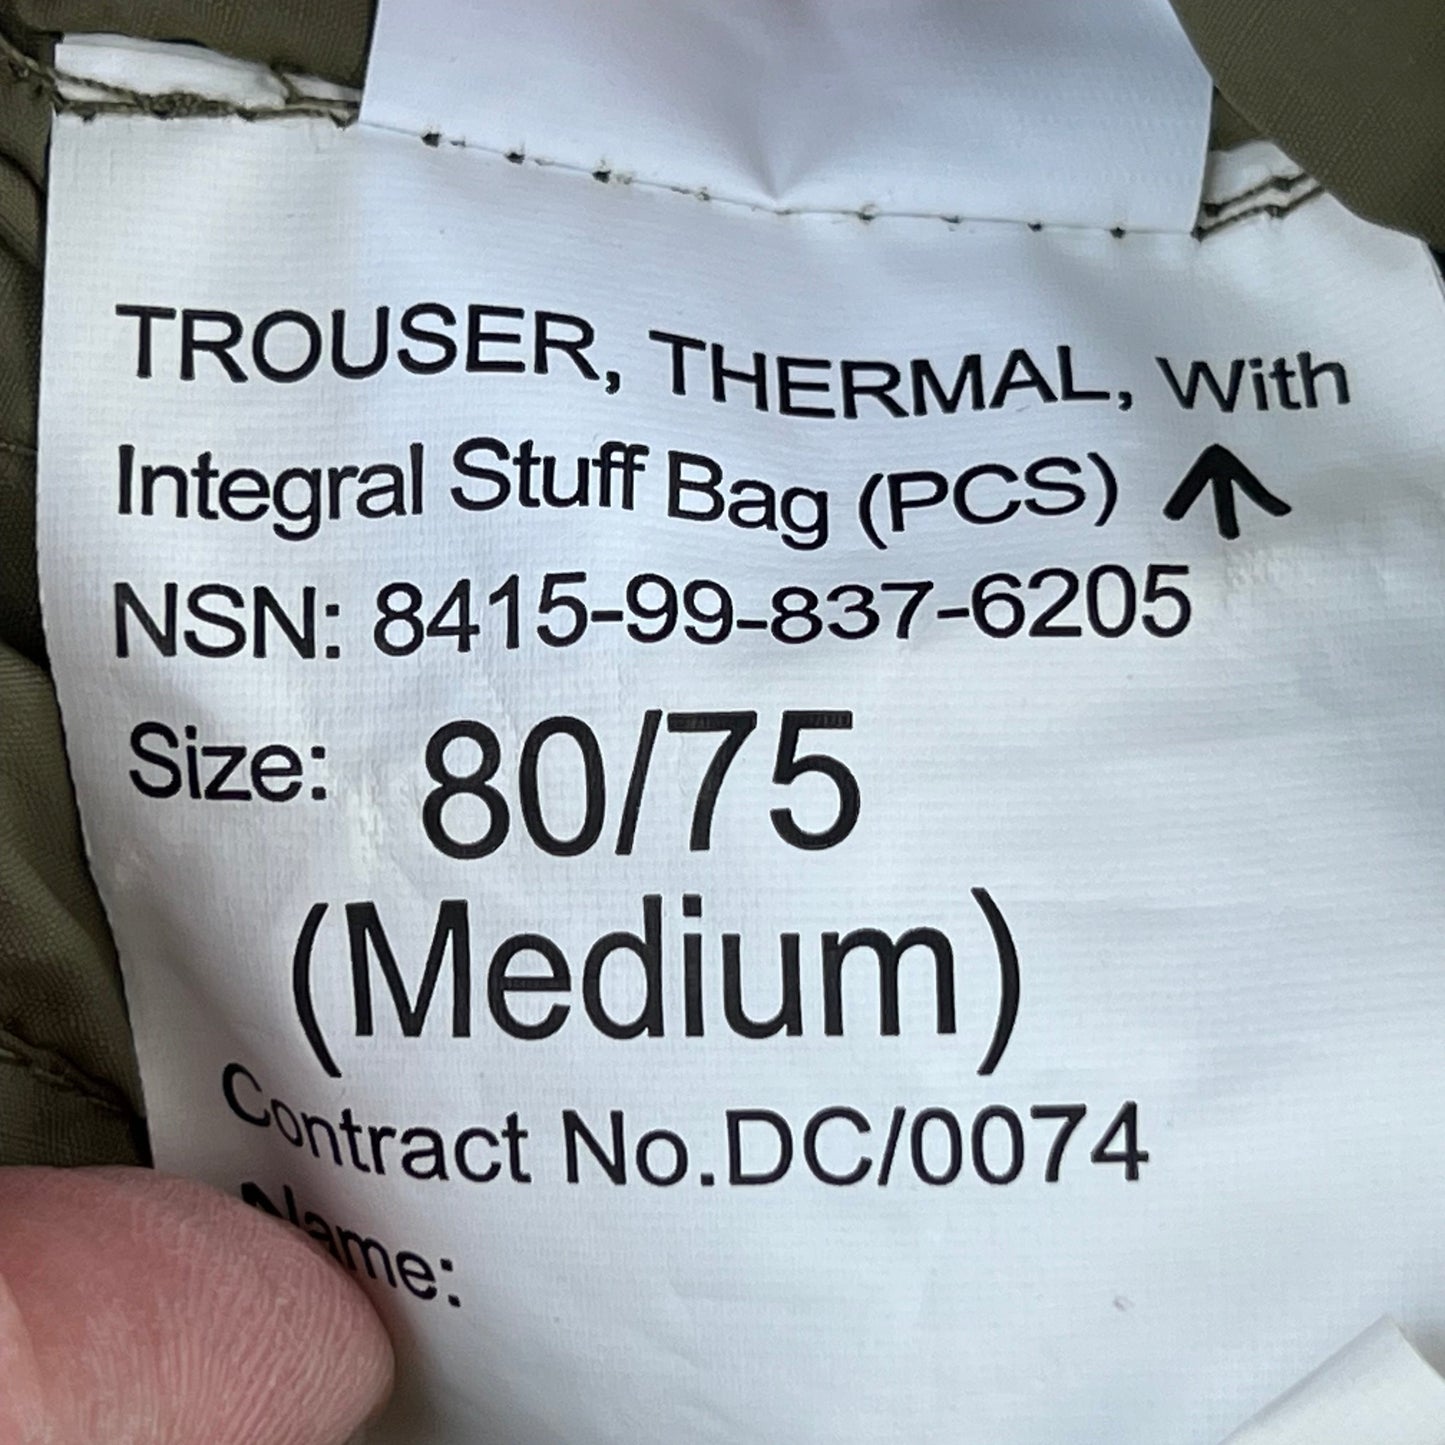 TROUSER, THERMAL, With
Integral Stuff Bag (PCS)
NSN: 8415-99-837-6205
Size: 80/75
(Medium)
Contract No.DC/0074
Name: